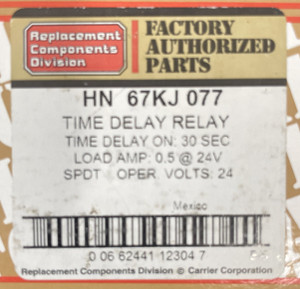 Replacement
Components
Division
FACTORY
AUTHORIZED
PARTS
HN 67KJ 077
TIME DELAY RELAY
TIME DELAY ON: 30 SEC
LOAD AMP: 0.5 @ 24V
SPDT OPER. VOLTS: 24
Mexico
0 06 62441 12304 7
Replacement Components Division © Carrier Corporation